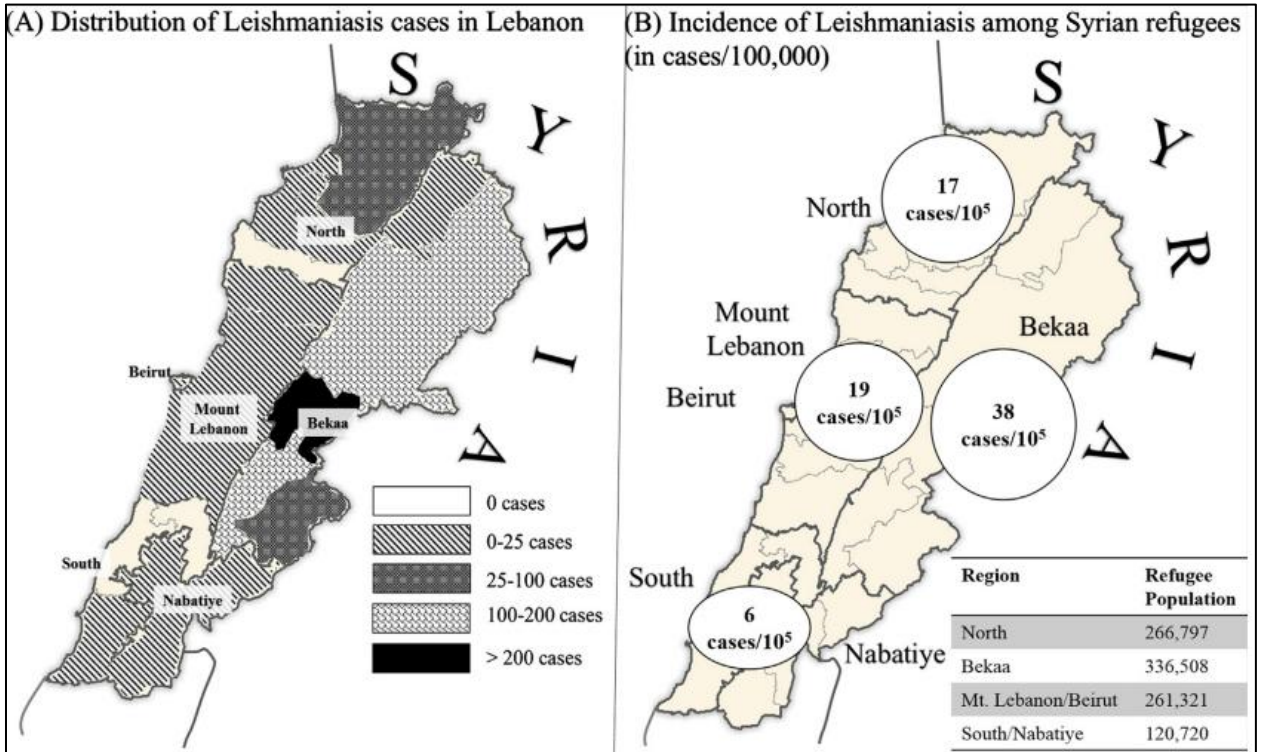 (A) Distribution of Leishmaniasis cases in Lebanon
S
Y
R
I
A
North
Beirut
Mount
Lebanon
Bekaa
South
Nabatiye
0 cases
0-25 cases
25-100 cases
100-200 cases
> 200 cases
(B) Incidence of Leishmaniasis among Syrian refugees
(in cases/100,000)
S
Y
R
I
A
North
17
cases/10⁵
Mount
Lebanon
Beirut
19
cases/10⁵
Bekaa
38
cases/10⁵
South
6
cases/10⁵
Nabatiye
Region Refugee
Population
North 266,797
Bekaa 336,508
Mt. Lebanon/Beirut 261,321
South/Nabatiye 120,720